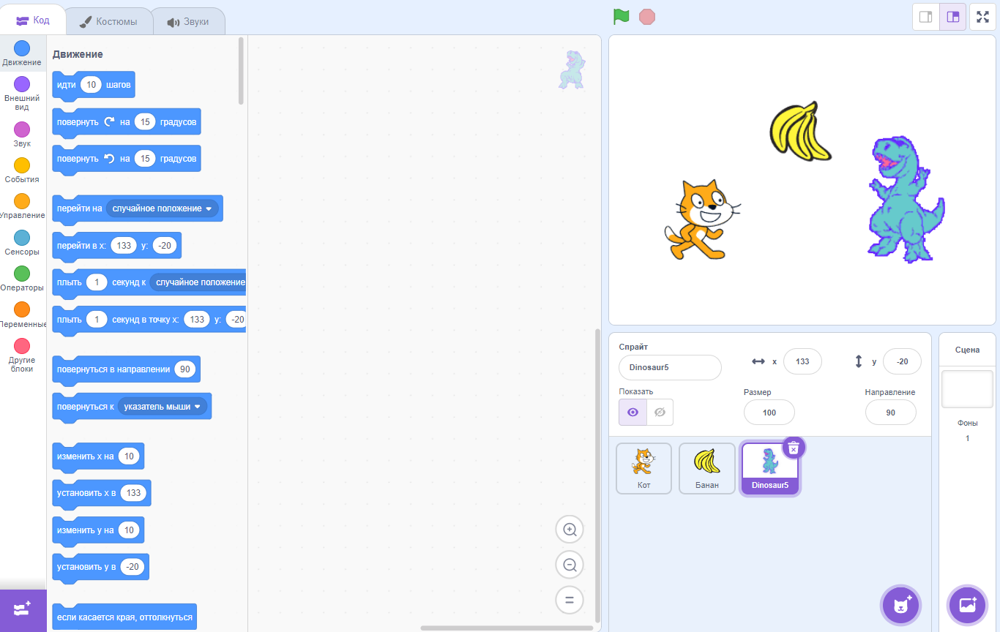 Код
Костюмы
Звуки
Движение
Внешний
вид
Звук
События
Управление
Сенсоры
Операторы
Переменные
Другие
блоки
Движение
идти 10 шагов
повернуть на 15 градусов
повернуть на 15 градусов
перейти на случайное положение
перейти в x: 133 y: -20
плыть 1 секунд к случайное положение
плыть 1 секунд в точку x: 133 y: -20
повернуться в направлении 90
повернуться к указатель мыши
изменить x на 10
установить x в 133
изменить y на 10
установить y в -20
если касается края, оттолкнуться
Спрайт
Dinosaur5
x 133
y -20
Показать
Размер
100
Направление
90
Кот
Банан
Dinosaur5
Сцена
Фоны
1